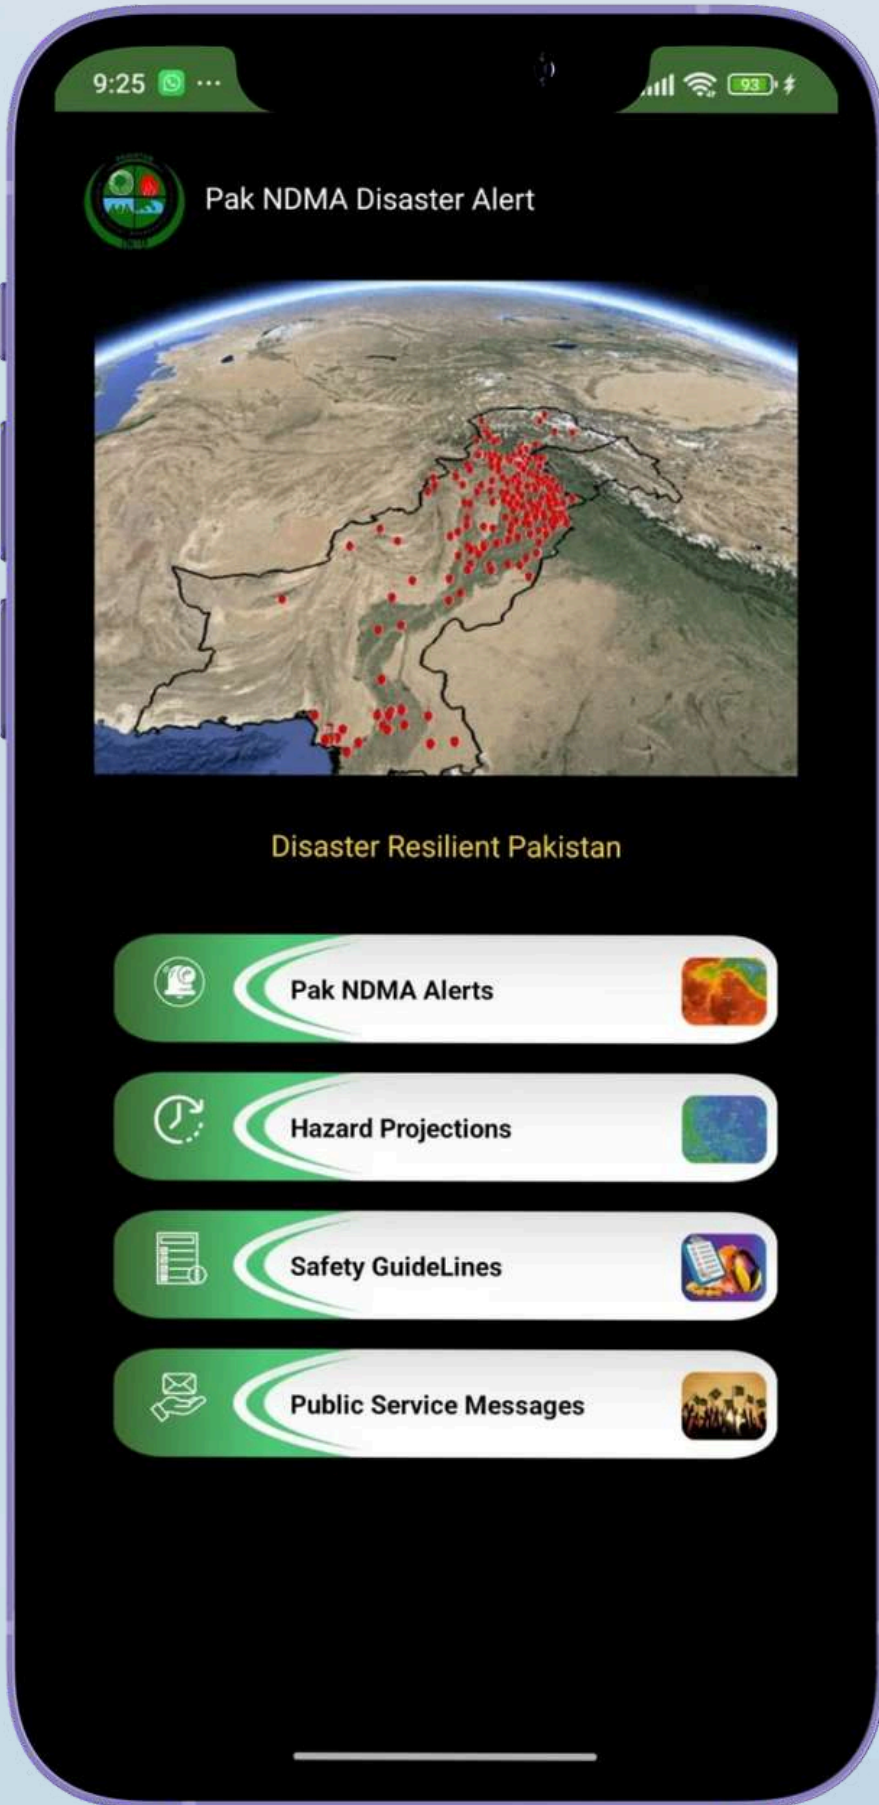 9:25
93
Pak NDMA Disaster Alert
Disaster Resilient Pakistan
Pak NDMA Alerts
Hazard Projections
Safety GuideLines
Public Service Messages